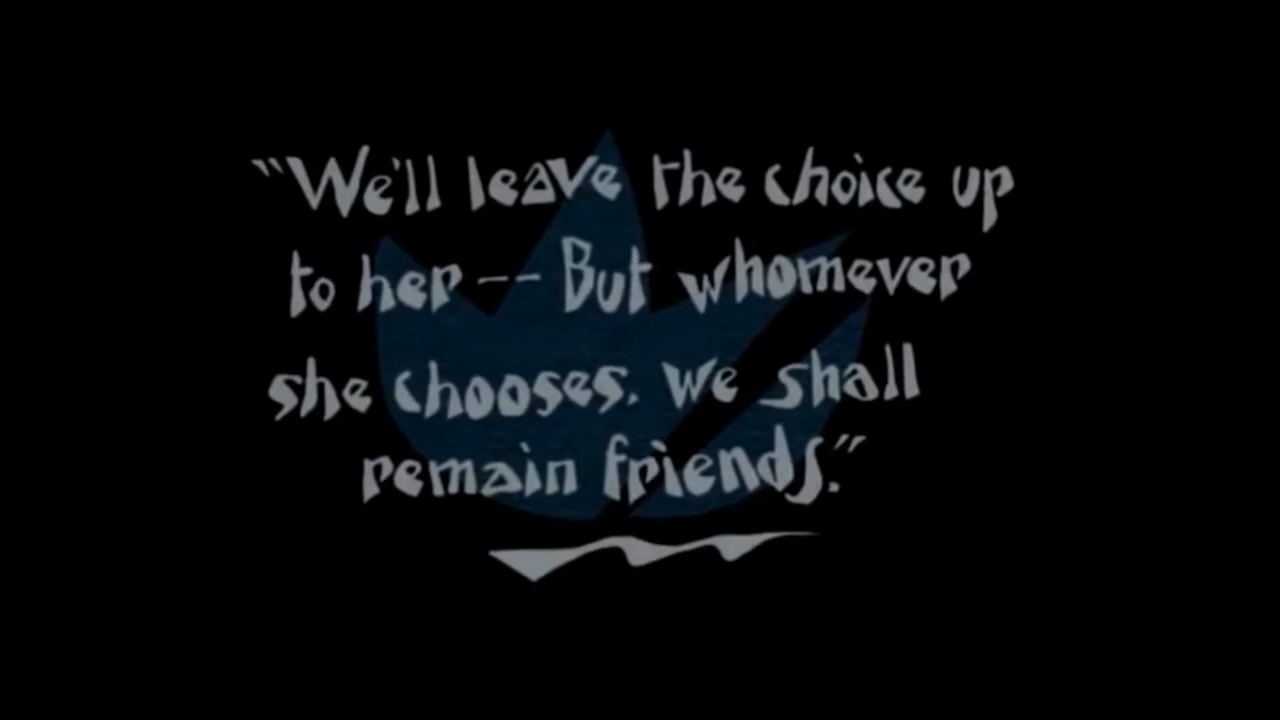 "We'll leave the choice up
to her -- But whomever
she chooses, we shall
remain friends."